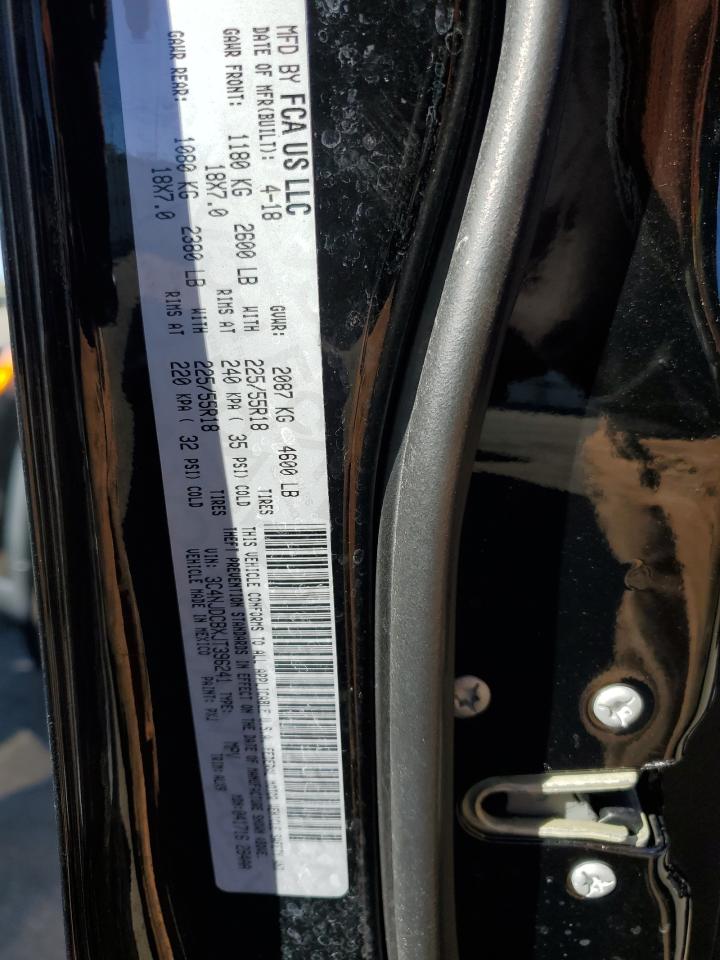 MFD BY FCA US LLC
DATE OF MFR(BUILT): 4-18 GVWR: 2087 KG 4600 LB
GAWR FRONT: 1180 KG 2600 LB WITH 225/55R18 TIRES
18X7.0 RIMS AT 240 KPA( 35 PSI) COLD
GAWR REAR: 1080 KG 2380 LB WITH 225/55R18 TIRES
18X7.0 RIMS AT 220 KPA( 32 PSI) COLD
THIS VEHICLE CONFORMS TO ALL APPLICABLE U.S.A. FEDERAL MOTOR VEHICLE SAFETY AND
THEFT PREVENTION STANDARDS IN EFFECT ON THE DATE OF MANUFACTURE SHOWN ABOVE.
VIN: 3C4NJDCBXJT396241 TYPE: MPV
VEHICLE MADE IN MEXICO PAINT: PXJ TRIM: